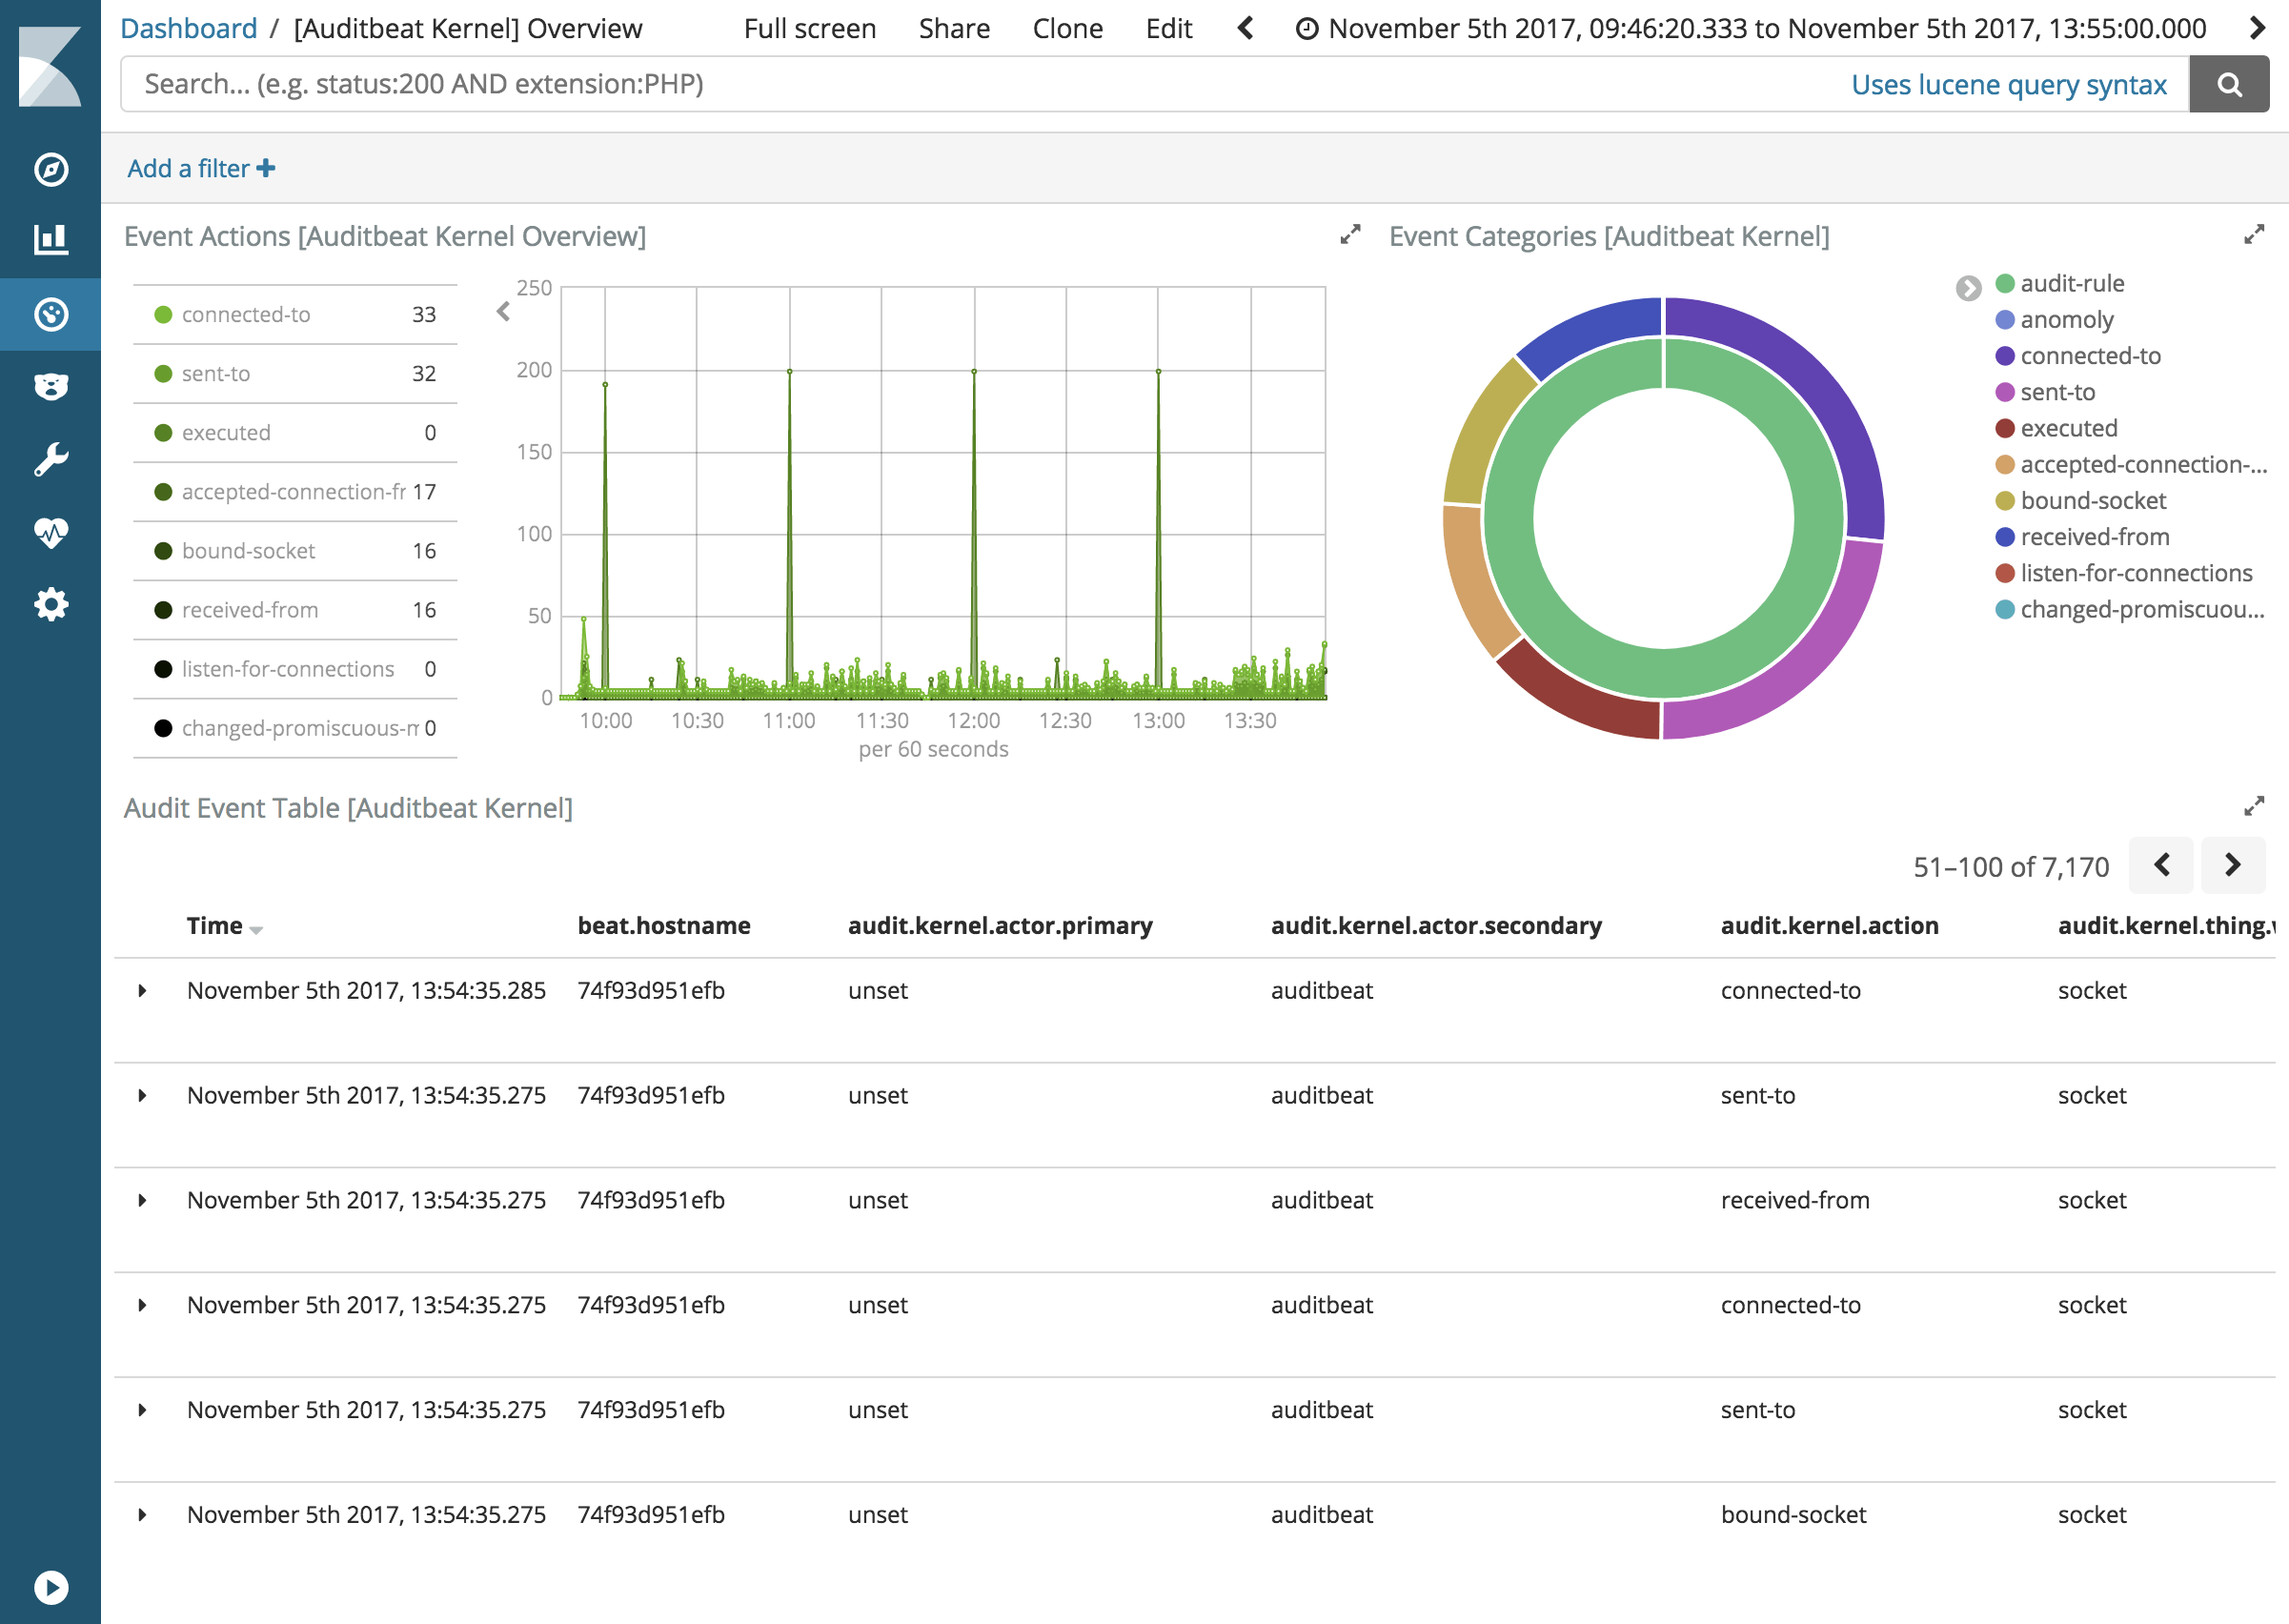 Dashboard / [Auditbeat Kernel] Overview Full screen Share Clone Edit November 5th 2017, 09:46:20.333 to November 5th 2017, 13:55:00.000
Search... (e.g. status:200 AND extension:PHP) Uses lucene query syntax
Add a filter +
Event Actions [Auditbeat Kernel Overview]
connected-to 33
sent-to 32
executed 0
accepted-connection-fr 17
bound-socket 16
received-from 16
listen-for-connections 0
changed-promiscuous-m 0
250
200
150
100
50
0
10:00 10:30 11:00 11:30 12:00 12:30 13:00 13:30
per 60 seconds
Event Categories [Auditbeat Kernel]
audit-rule
anomoly
connected-to
sent-to
executed
accepted-connection-...
bound-socket
received-from
listen-for-connections
changed-promiscuou...
Audit Event Table [Auditbeat Kernel]
51–100 of 7,170
Time beat.hostname audit.kernel.actor.primary audit.kernel.actor.secondary audit.kernel.action audit.kernel.thing.
November 5th 2017, 13:54:35.285 74f93d951efb unset auditbeat connected-to socket
November 5th 2017, 13:54:35.275 74f93d951efb unset auditbeat sent-to socket
November 5th 2017, 13:54:35.275 74f93d951efb unset auditbeat received-from socket
November 5th 2017, 13:54:35.275 74f93d951efb unset auditbeat connected-to socket
November 5th 2017, 13:54:35.275 74f93d951efb unset auditbeat sent-to socket
November 5th 2017, 13:54:35.275 74f93d951efb unset auditbeat bound-socket socket